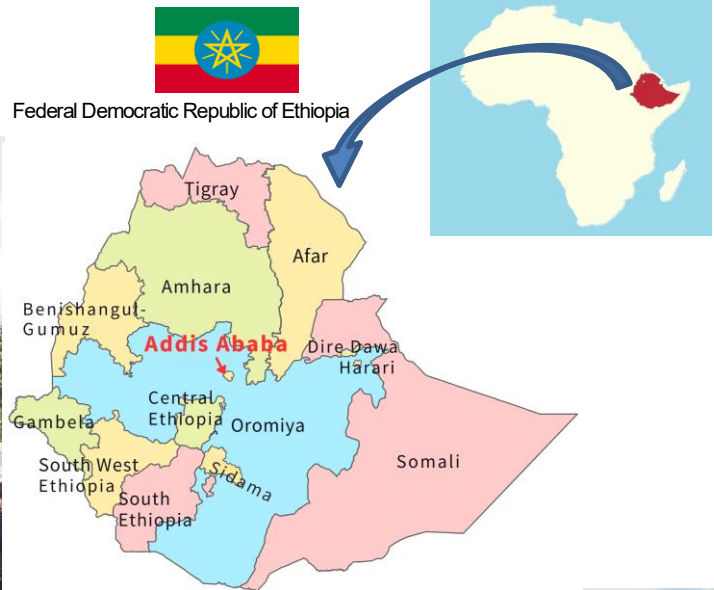 Federal Democratic Republic of Ethiopia
Tigray
Afar
Amhara
Benishangul-
Gumuz
Addis Ababa
Dire Dawa
Harari
Central
Ethiopia
Gambela
Oromiya
South West
Ethiopia
Sidama
Somali
South
Ethiopia